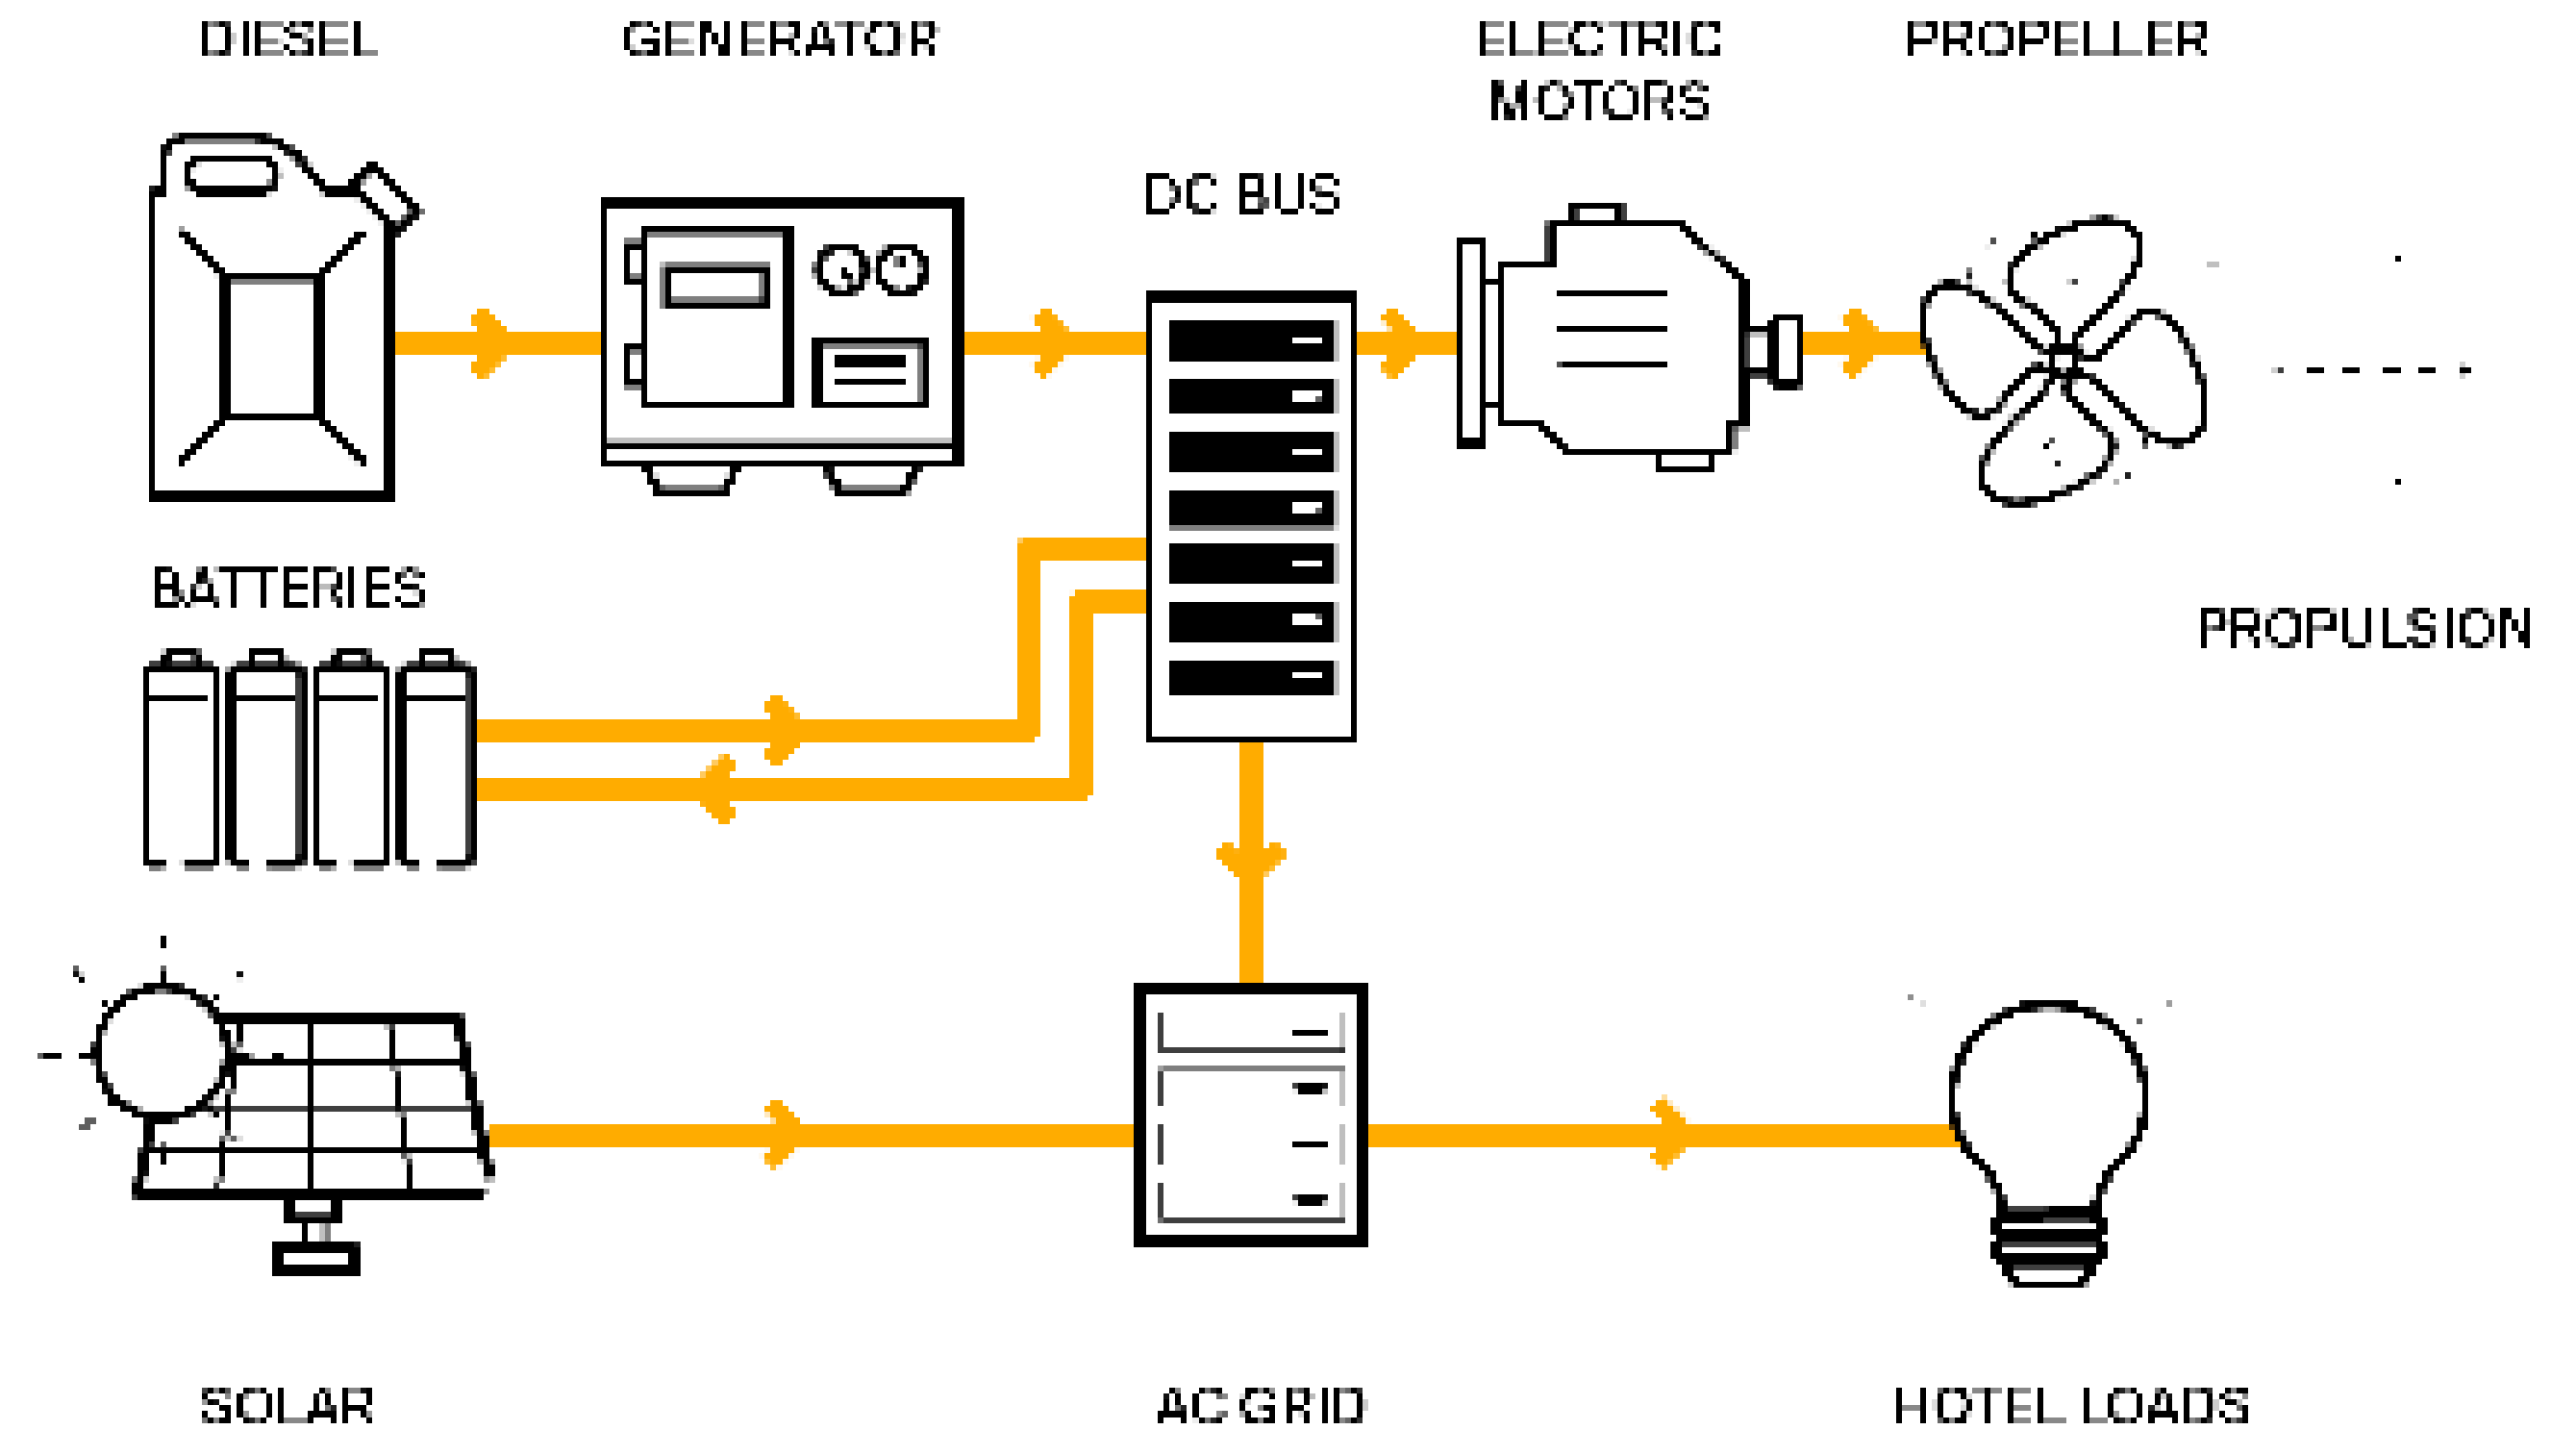 DIESEL
GENERATOR
ELECTRIC
MOTORS
PROPELLER
DC BUS
BATTERIES
PROPULSION
SOLAR
AC GRID
HOTEL LOADS